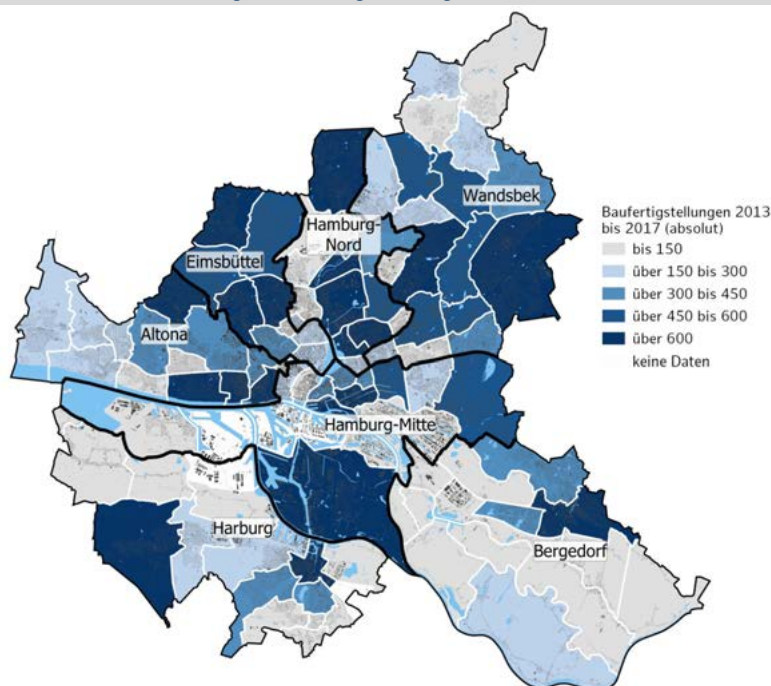 Wandsbek
Hamburg-
Nord
Eimsbüttel
Altona
Hamburg-Mitte
Harburg
Bergedorf
Baufertigstellungen 2013
bis 2017 (absolut)
bis 150
über 150 bis 300
über 300 bis 450
über 450 bis 600
über 600
keine Daten